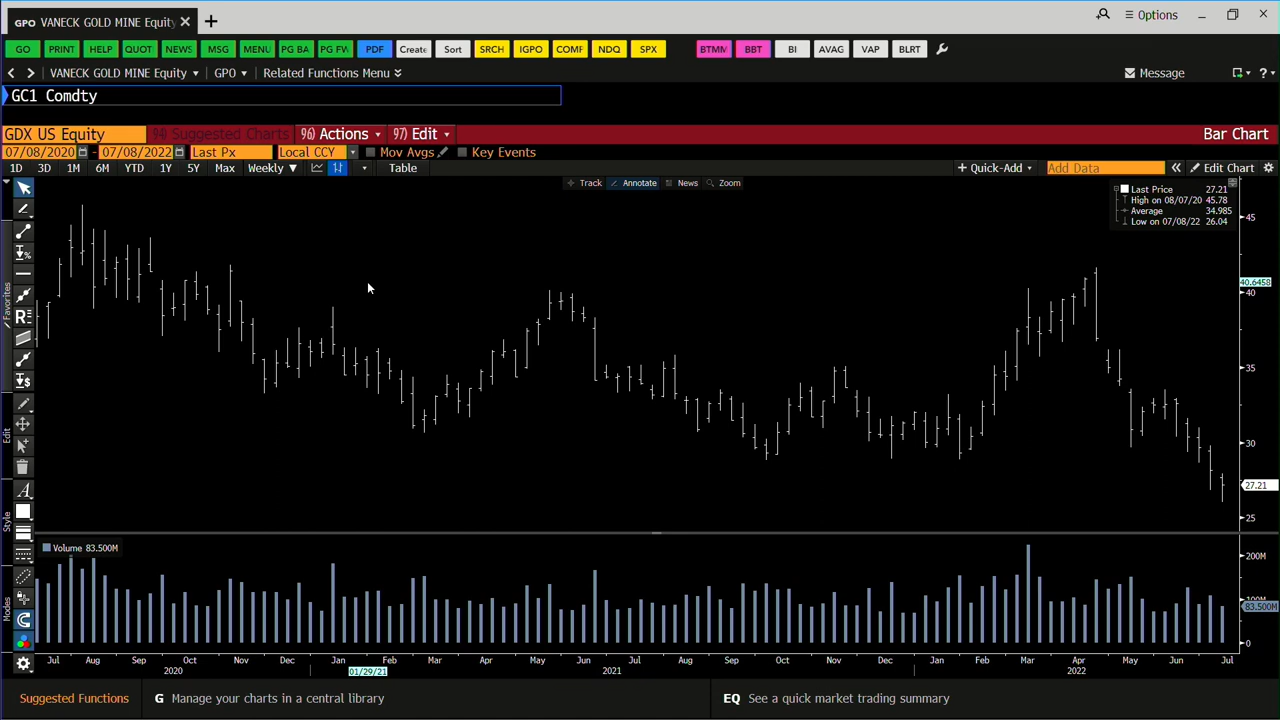 GPO VANECK GOLD MINE Equity
Options
GO PRINT HELP QUOT NEWS MSG MENU PG BA PG FW PDF Create Sort SRCH IGPO COMF NDQ SPX BTMM BBT BI AVAG VAP BLRT
VANECK GOLD MINE Equity GPO Related Functions Menu Message ?
GC1 Comdty
GDX US Equity 94) Suggested Charts 96) Actions 97) Edit Bar Chart
07/08/2020 - 07/08/2022 Last Px Local CCY Mov Avgs Key Events
1D 3D 1M 6M YTD 1Y 5Y Max Weekly Table + Quick-Add Add Data Edit Chart
Track Annotate News Zoom
Last Price 27.21
High on 08/07/20 45.78
Average 34.985
Low on 07/08/22 26.04
45
40.6458
40
35
30
27.21
25
Favorites
Edit
Style
Modes
Volume 83.500M
200M
100M
83.500M
0
Jul Aug Sep Oct Nov Dec Jan Feb Mar Apr May Jun Jul Aug Sep Oct Nov Dec Jan Feb Mar Apr May Jun Jul
2020 01/29/21 2021 2022
Suggested Functions G Manage your charts in a central library EQ See a quick market trading summary